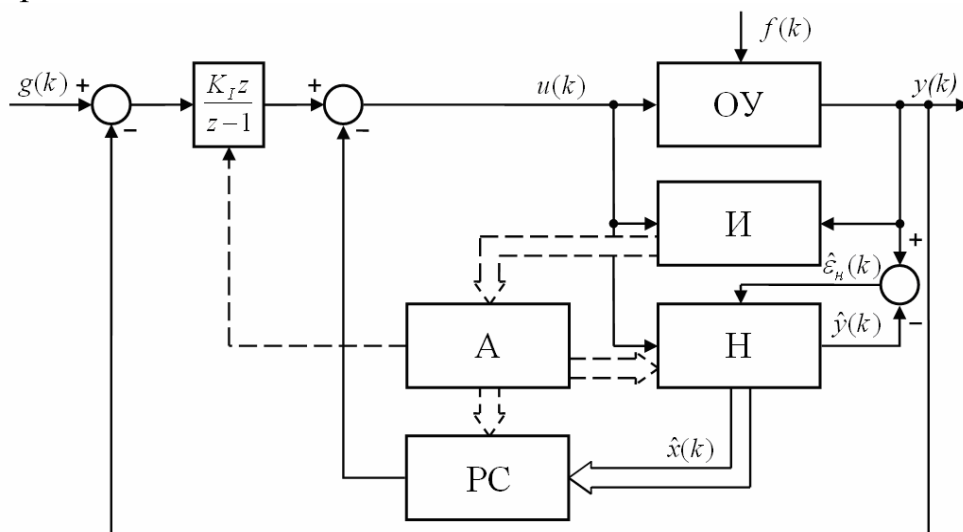 f(k)
g(k) + K_I z + u(k) ОУ y(k)
− z−1 −
И
+
ε̂_н(k)
А Н ŷ(k) −
x̂(k)
РС